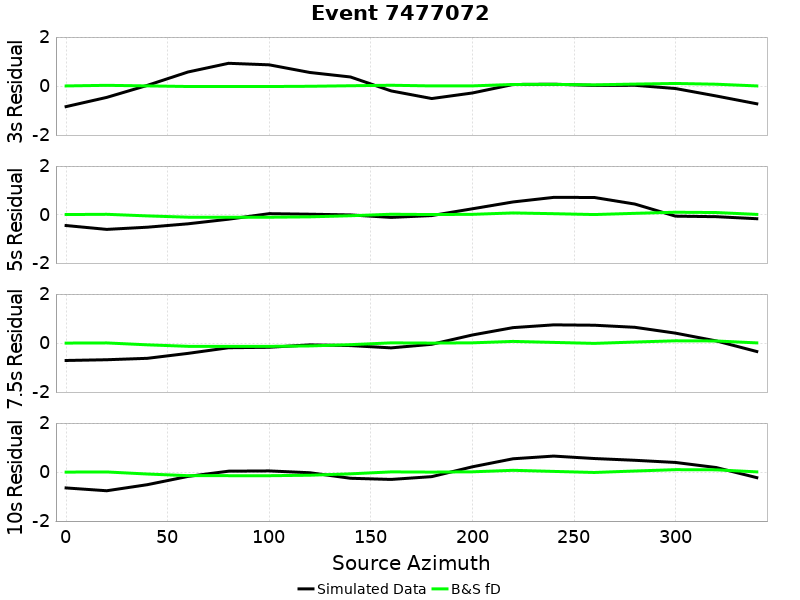 Event 7477072
3s Residual
2
0
-2
5s Residual
2
0
-2
7.5s Residual
2
0
-2
10s Residual
2
0
-2
0 50 100 150 200 250 300
Source Azimuth
Simulated Data B&S fD